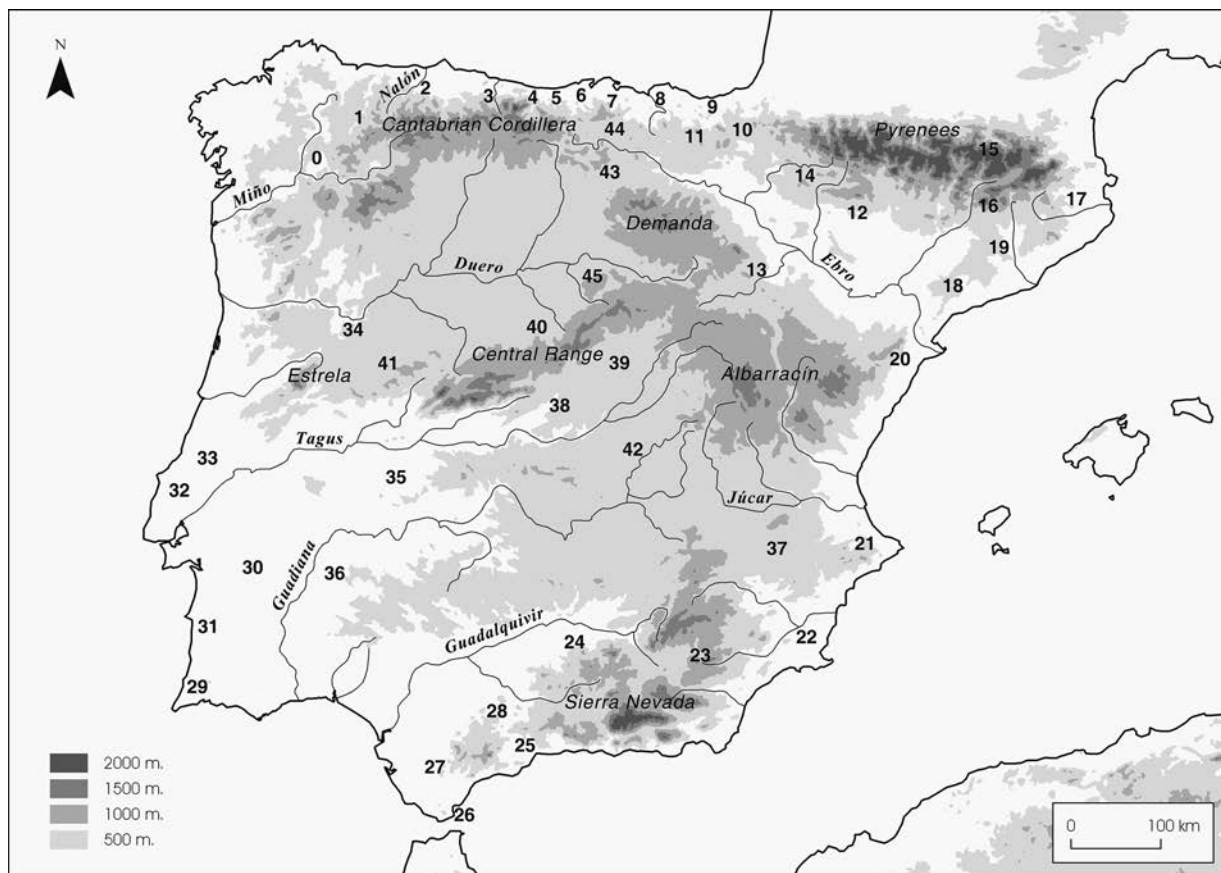 N
Nalón
2
3
4
5
6
7
8
9
1
Cantabrian Cordillera
44
11
10
Pyrenees
15
0
43
14
Miño
12
16
17
Demanda
19
Duero
45
13
Ebro
18
34
40
Central Range
39
20
41
Estrela
Albarracín
38
Tagus
42
33
35
32
Júcar
37
21
30
Guadiana
36
31
Guadalquivir
24
22
23
29
28
Sierra Nevada
25
27
26
2000 m.
1500 m.
1000 m.
500 m.
0 100 km